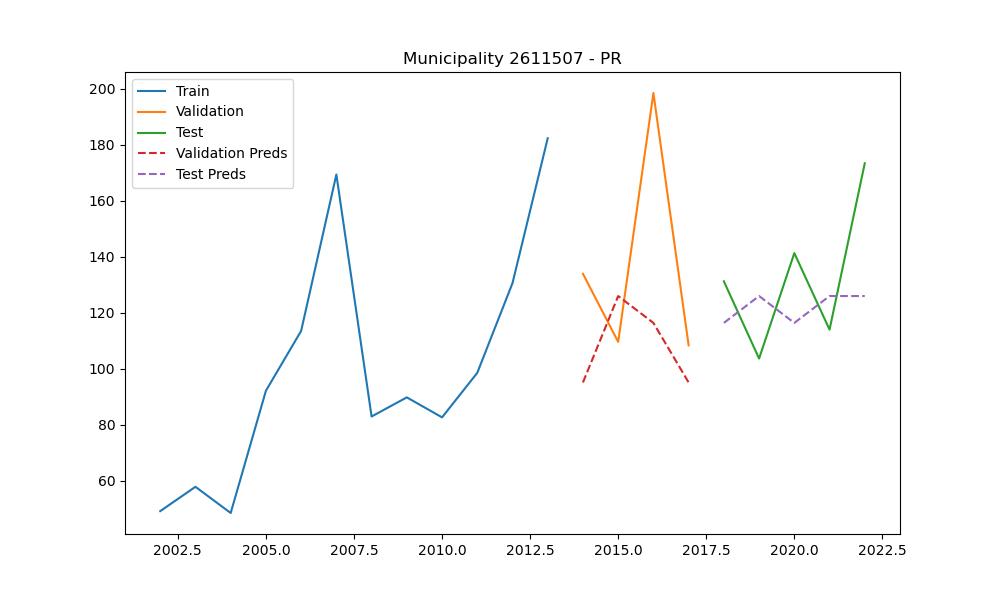 Municipality 2611507 - PR
Train
Validation
Test
Validation Preds
Test Preds
200
180
160
140
120
100
80
60
2002.5 2005.0 2007.5 2010.0 2012.5 2015.0 2017.5 2020.0 2022.5